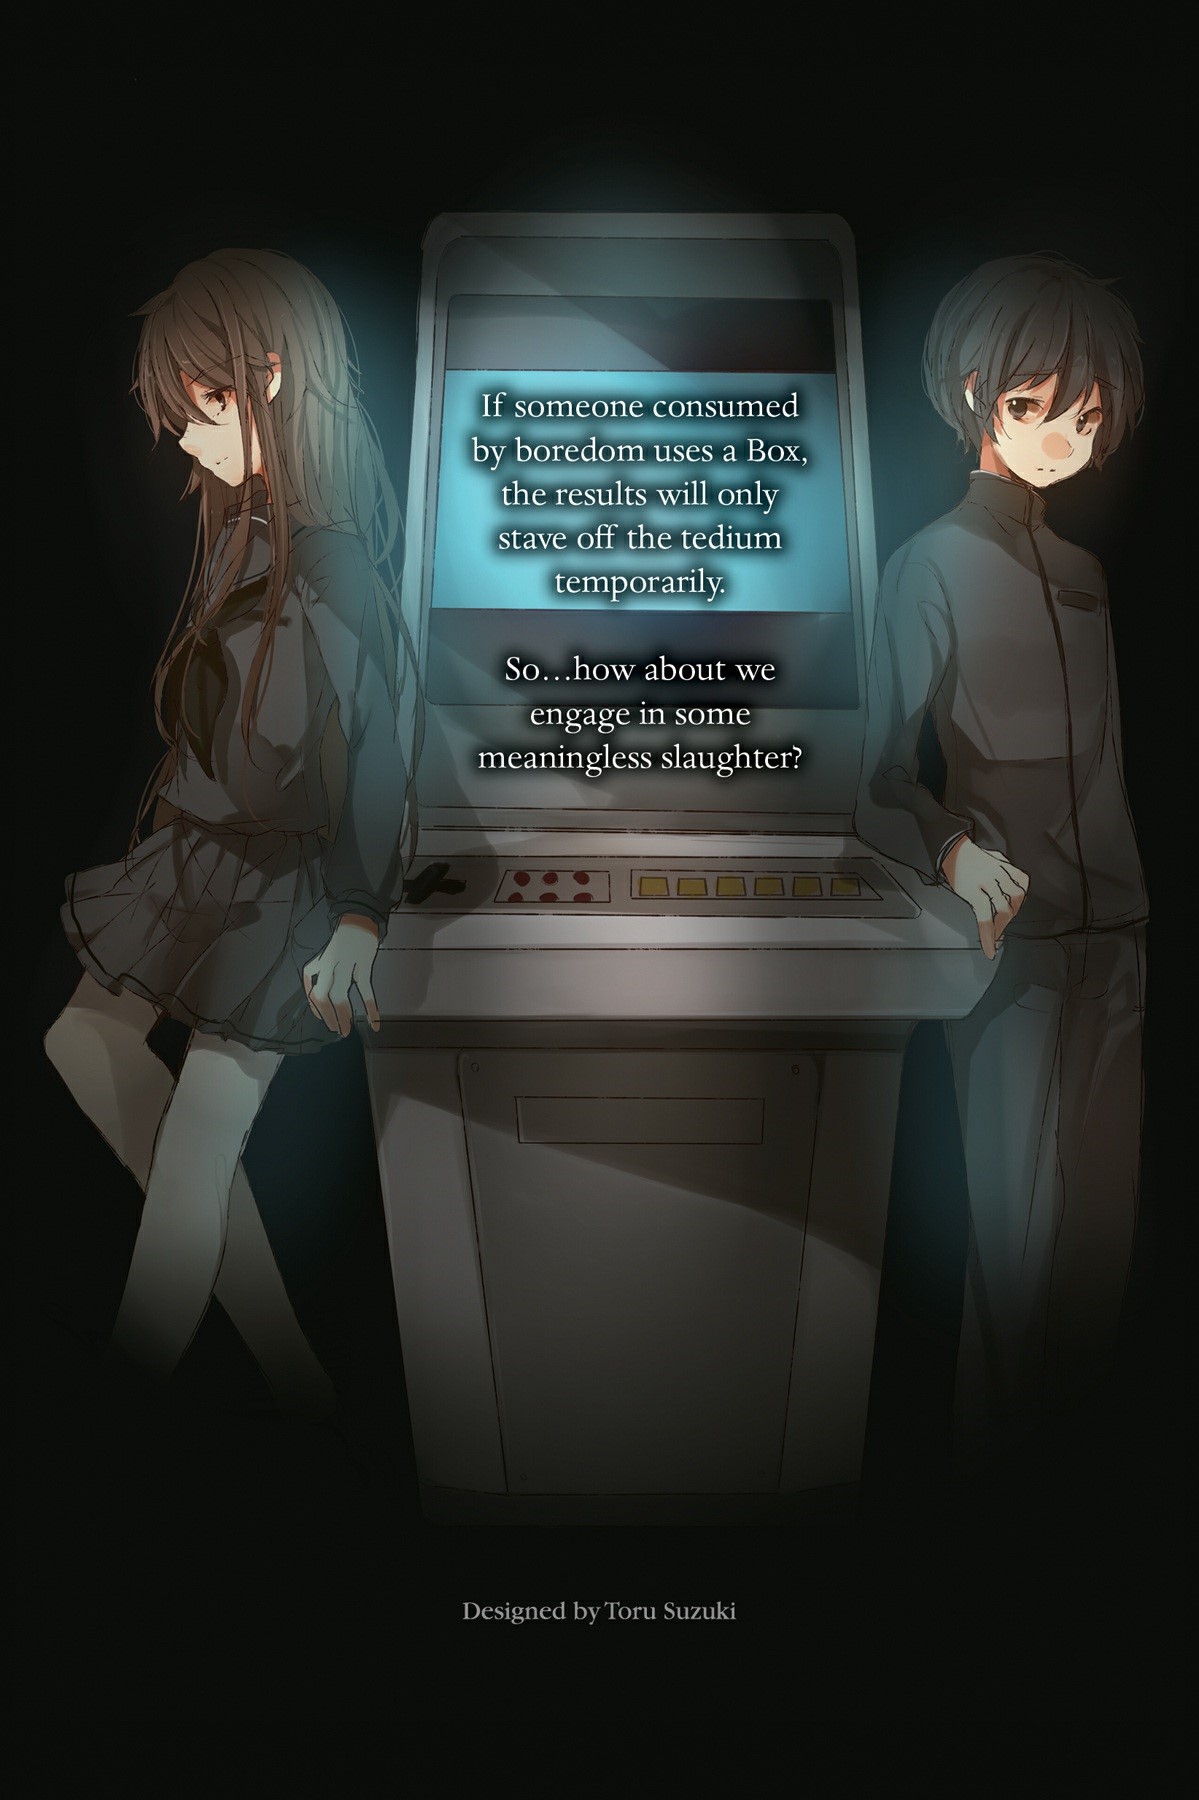 If someone consumed
by boredom uses a Box,
the results will only
stave off the tedium
temporarily.
So…how about we
engage in some
meaningless slaughter?
Designed by Toru Suzuki